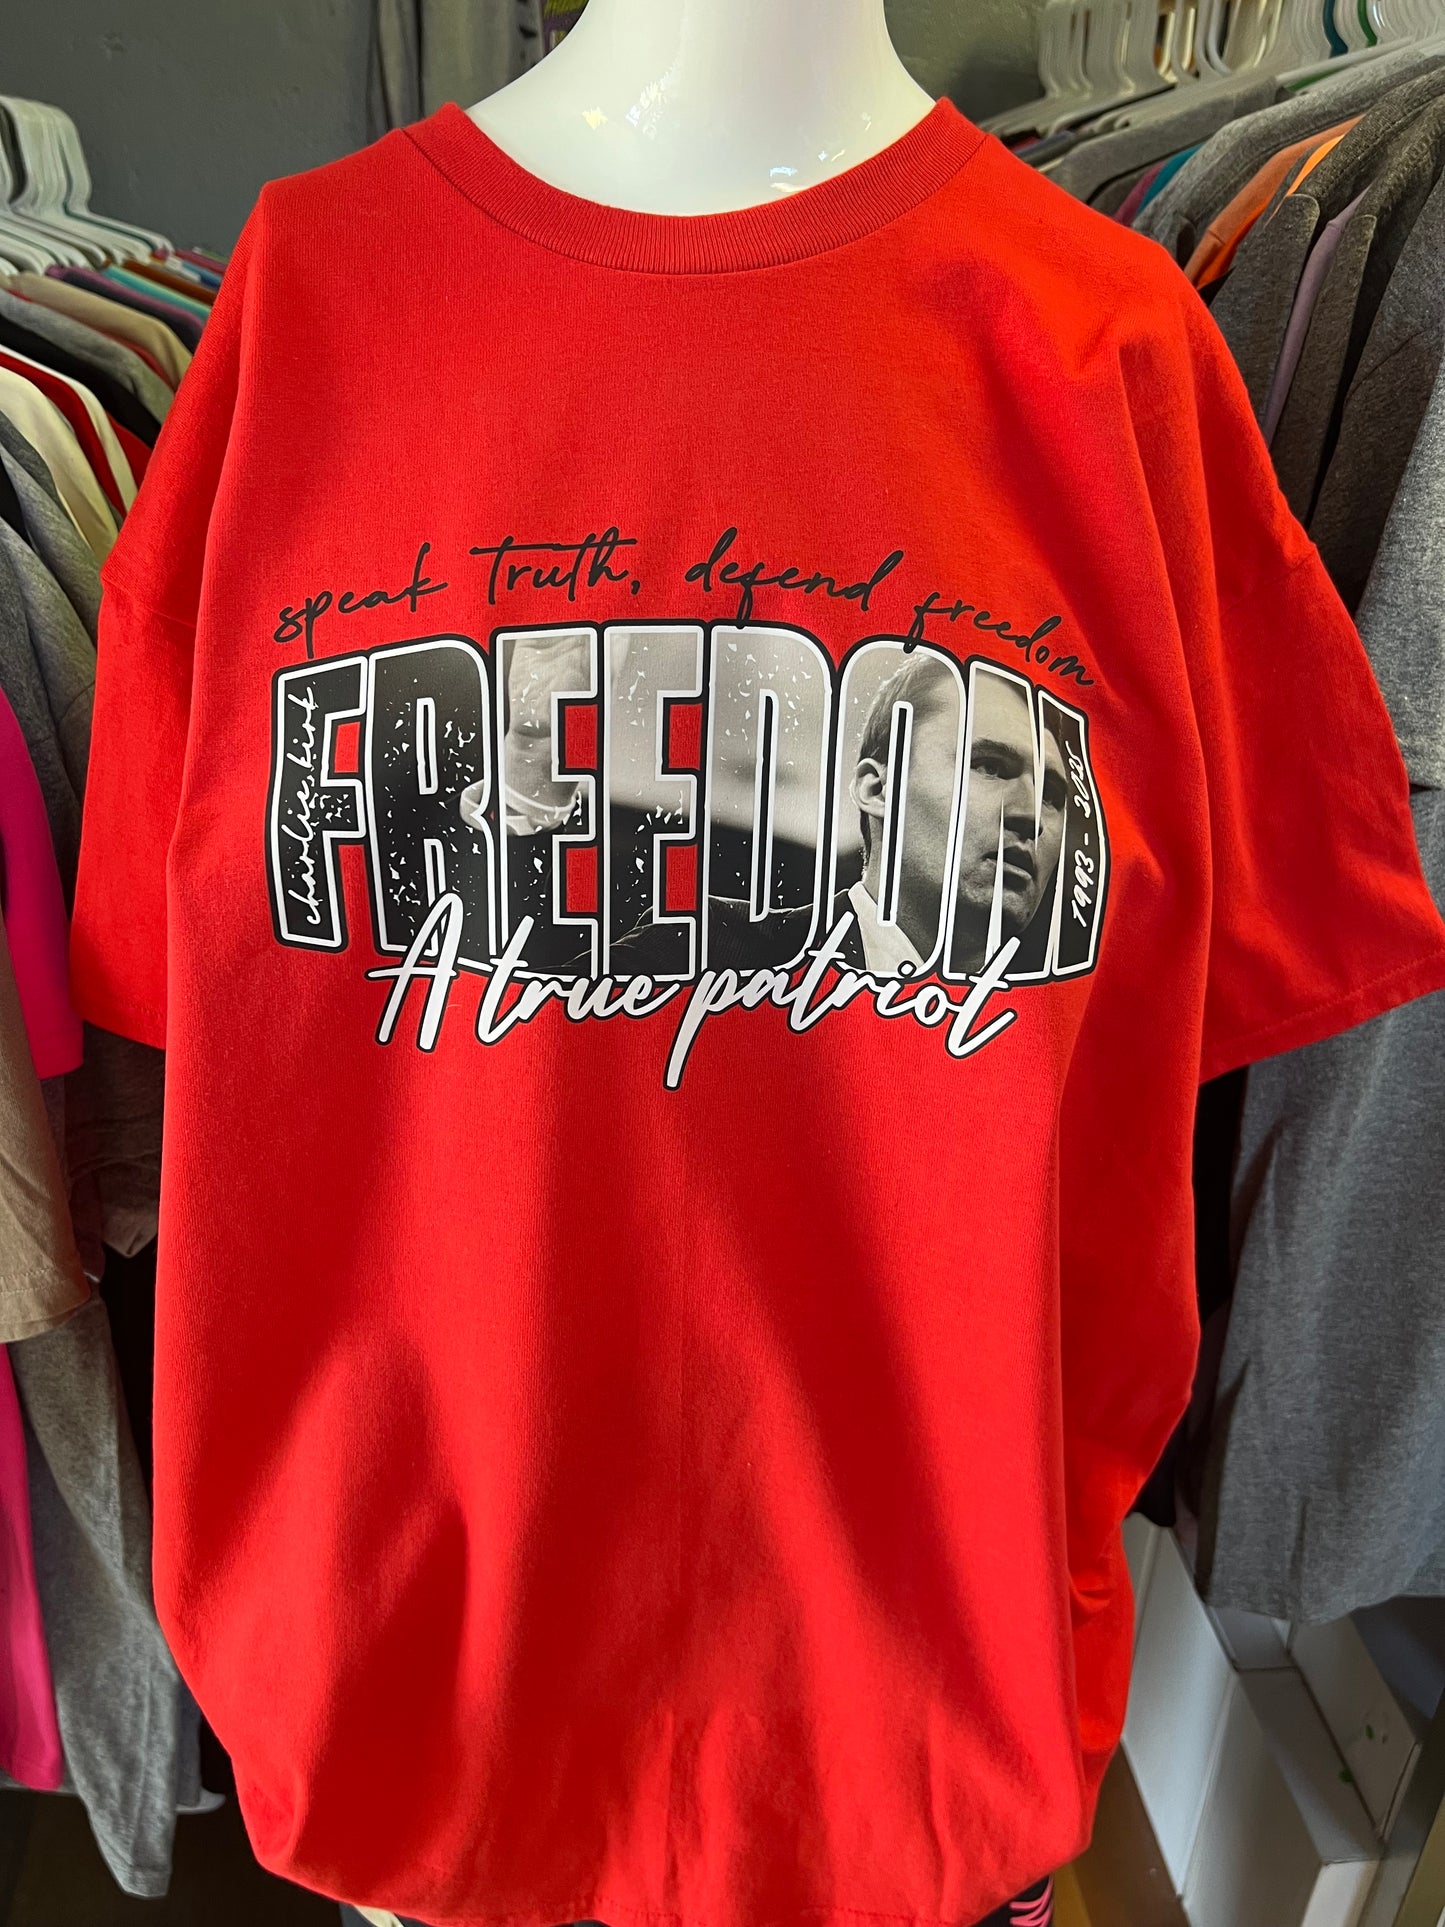 speak truth, defend freedom
FREEDOM
charlie kirk
1993 - 2025
A true patriot